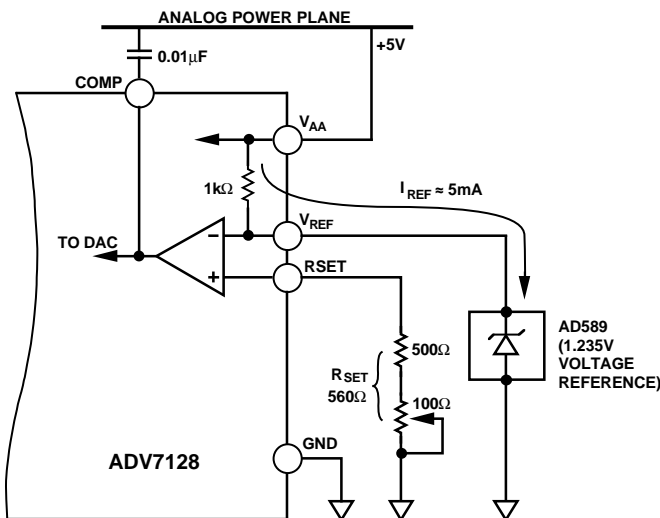 ANALOG POWER PLANE
+5V
0.01µF
COMP
VAA
IREF ≈ 5mA
1kΩ
VREF
TO DAC
−
+
RSET
AD589
(1.235V
VOLTAGE
REFERENCE)
500Ω
RSET
560Ω
100Ω
GND
ADV7128